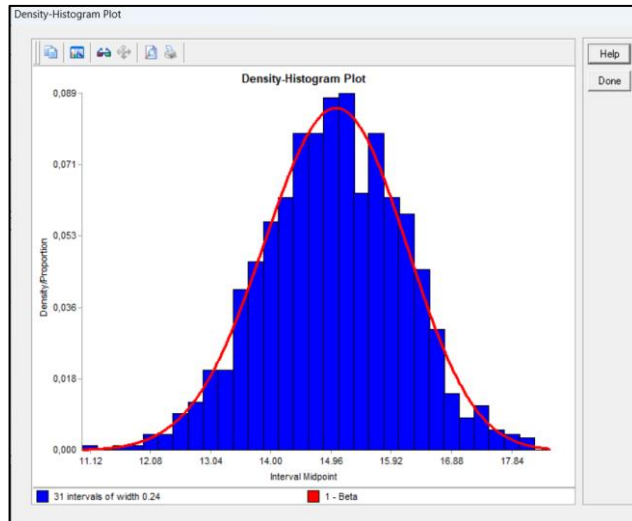 Density-Histogram Plot
Help
Done
Density-Histogram Plot
0,089
0,071
0,053
0,036
0,018
0,000
Density/Proportion
11.12 12.08 13.04 14.00 14.96 15.92 16.88 17.84
Interval Midpoint
31 intervals of width 0.24 1 - Beta